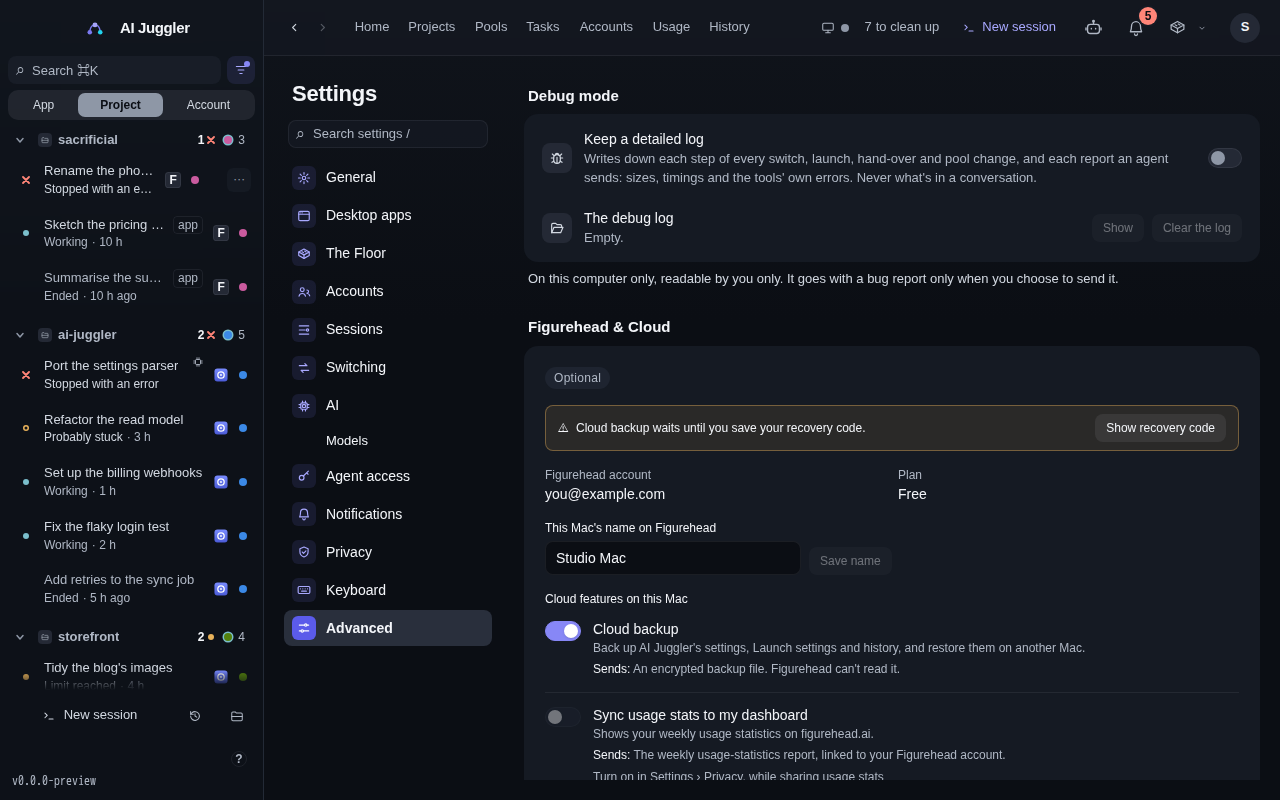 AI Juggler
Search ⌘K
App Project Account
sacrificial 1 3
Rename the pho… F
Stopped with an e…
Sketch the pricing … app F
Working · 10 h
Summarise the su… app F
Ended · 10 h ago
ai-juggler 2 5
Port the settings parser
Stopped with an error
Refactor the read model
Probably stuck · 3 h
Set up the billing webhooks
Working · 1 h
Fix the flaky login test
Working · 2 h
Add retries to the sync job
Ended · 5 h ago
storefront 2 4
Tidy the blog's images
Limit reached · 4 h
New session
?
v0.0.0-preview
Home Projects Pools Tasks Accounts Usage History
7 to clean up
New session
5
S
Settings
Search settings /
General
Desktop apps
The Floor
Accounts
Sessions
Switching
AI
Models
Agent access
Notifications
Privacy
Keyboard
Advanced
Debug mode
Keep a detailed log
Writes down each step of every switch, launch, hand-over and pool change, and each report an agent
sends: sizes, timings and the tools' own errors. Never what's in a conversation.
The debug log
Empty.
Show Clear the log
On this computer only, readable by you only. It goes with a bug report only when you choose to send it.
Figurehead & Cloud
Optional
Cloud backup waits until you save your recovery code.
Show recovery code
Figurehead account Plan
you@example.com Free
This Mac's name on Figurehead
Studio Mac Save name
Cloud features on this Mac
Cloud backup
Back up AI Juggler's settings, Launch settings and history, and restore them on another Mac.
Sends: An encrypted backup file. Figurehead can't read it.
Sync usage stats to my dashboard
Shows your weekly usage statistics on figurehead.ai.
Sends: The weekly usage-statistics report, linked to your Figurehead account.
Turn on in Settings › Privacy, while sharing usage stats